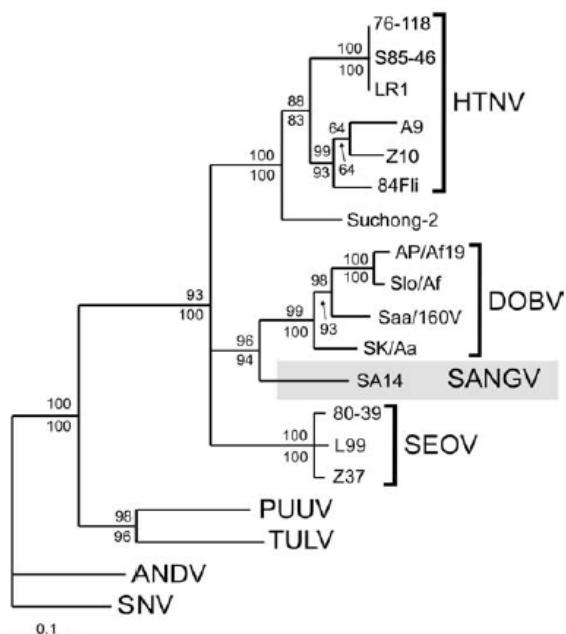 76-118
100
S85-46
100
LR1
HTNV
88
83
64
A9
99
Z10
93
64
84Fli
100
100
Suchong-2
AP/Af19
100
100
98
Slo/Af
DOBV
93
100
99
Saa/160V
100
93
96
SK/Aa
94
SA14
SANGV
80-39
100
L99
SEOV
100
Z37
100
100
98
PUUV
96
TULV
ANDV
SNV
0.1